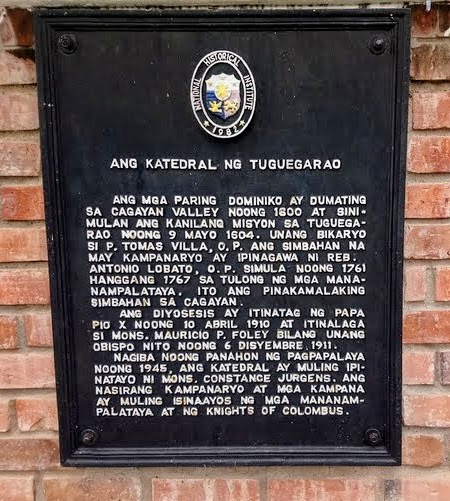 NATIONAL HISTORICAL INSTITUTE
1982
ANG KATEDRAL NG TUGUEGARAO
ANG MGA PARING DOMINIKO AY DUMATING
SA CAGAYAN VALLEY NOONG 1600 AT SINI-
MULAN ANG KANILANG MISYON SA TUGUEGA-
RAO NOONG 9 MAYO 1604. UNANG BIKARYO
SI P. TOMAS VILLA, O.P. ANG SIMBAHAN NA
MAY KAMPANARYO AY IPINAGAWA NI REB.
ANTONIO LOBATO, O.P. SIMULA NOONG 1761
HANGGANG 1767 SA TULONG NG MGA MANA-
NAMPALATAYA. ITO ANG PINAKAMALAKING
SIMBAHAN SA CAGAYAN.
ANG DIYOSESIS AY ITINATAG NG PAPA
PIO X NOONG 10 ABRIL 1910 AT ITINALAGA
SI MONS. MAURICIO P. FOLEY BILANG UNANG
OBISPO NITO NOONG 6 DISYEMBRE, 1911.
NAGIBA NOONG PANAHON NG PAGPAPALAYA
NOONG 1945, ANG KATEDRAL AY MULING IPI-
NATAYO NI MONS. CONSTANCE JURGENS. ANG
NASIRANG KAMPANARYO AT MGA KAMPANA
AY MULING ISINAAYOS NG MGA MANANAM-
PALATAYA AT NG KNIGHTS OF COLOMBUS.